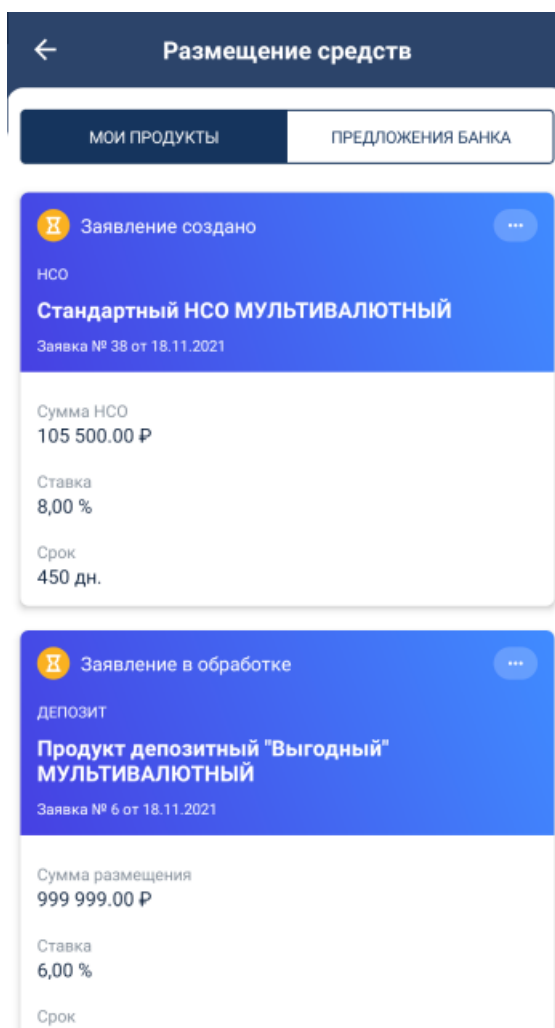 Размещение средств
МОИ ПРОДУКТЫ
ПРЕДЛОЖЕНИЯ БАНКА
Заявление создано
НСО
Стандартный НСО МУЛЬТИВАЛЮТНЫЙ
Заявка № 38 от 18.11.2021
Сумма НСО
105 500.00 ₽
Ставка
8,00 %
Срок
450 дн.
Заявление в обработке
ДЕПОЗИТ
Продукт депозитный "Выгодный"
МУЛЬТИВАЛЮТНЫЙ
Заявка № 6 от 18.11.2021
Сумма размещения
999 999.00 ₽
Ставка
6,00 %
Срок